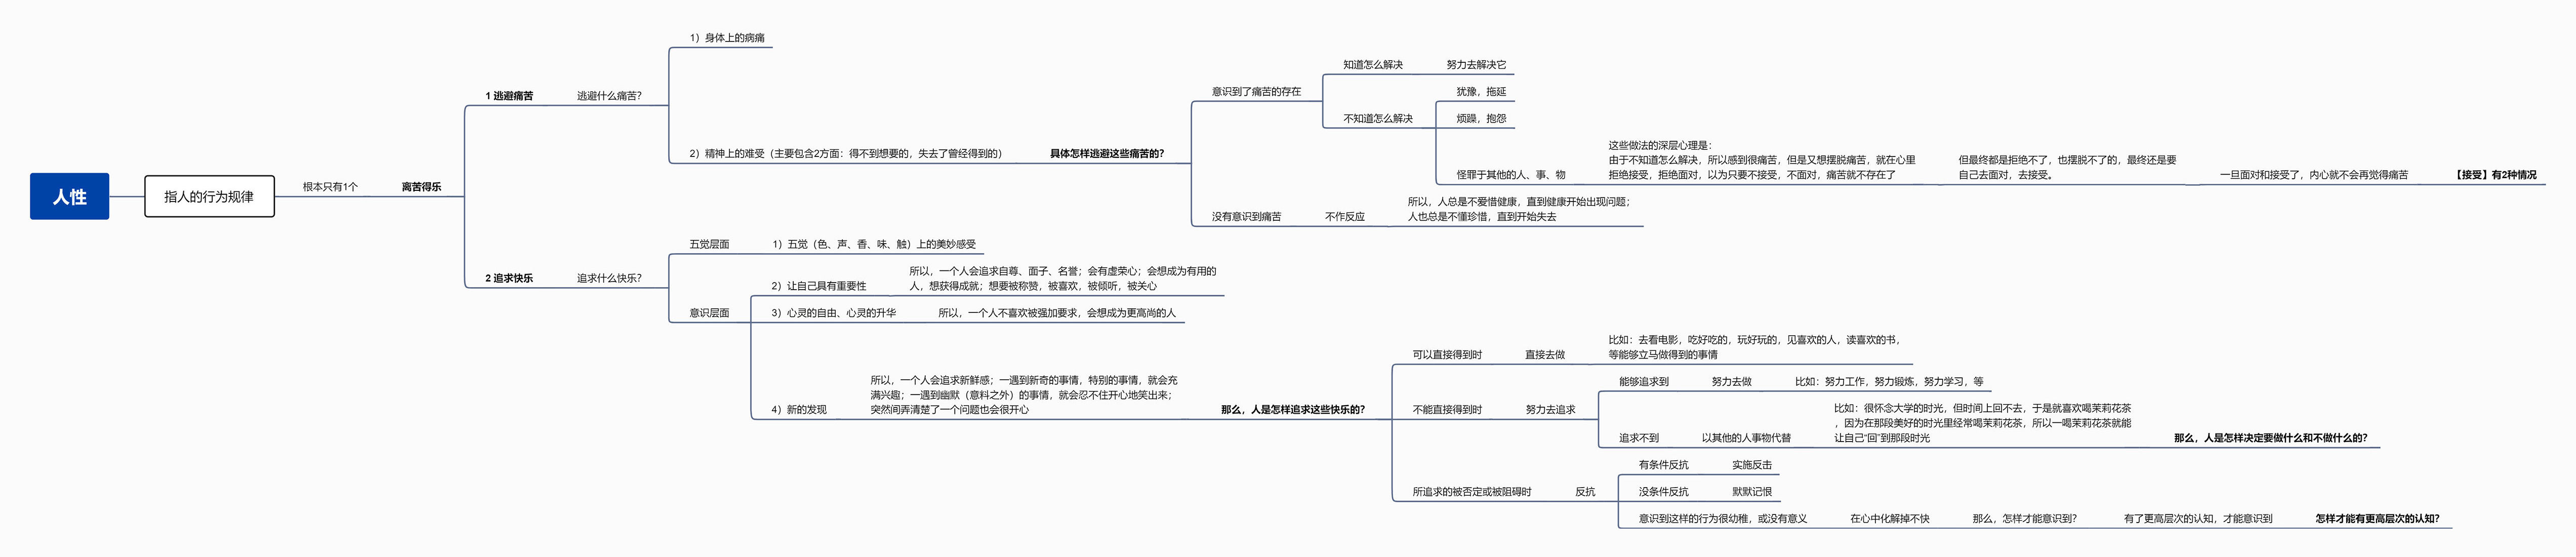 人性
指人的行为规律
根本只有1个
离苦得乐
1 逃避痛苦
逃避什么痛苦？
1）身体上的病痛
2）精神上的难受（主要包含2方面：得不到想要的，失去了曾经得到的）
具体怎样逃避这些痛苦的？
意识到了痛苦的存在
知道怎么解决
努力去解决它
不知道怎么解决
犹豫，拖延
烦躁，抱怨
怪罪于其他的人、事、物
这些做法的深层心理是：
由于不知道怎么解决，所以感到很痛苦，但是又想摆脱痛苦，就在心里
拒绝接受，拒绝面对，以为只要不接受，不面对，痛苦就不存在了
但最终都是拒绝不了，也摆脱不了的，最终还是要
自己去面对，去接受。
一旦面对和接受了，内心就不会再觉得痛苦
【接受】有2种情况
没有意识到痛苦
不作反应
所以，人总是不爱惜健康，直到健康开始出现问题；
人也总是不懂珍惜，直到开始失去
2 追求快乐
追求什么快乐？
五觉层面
1）五觉（色、声、香、味、触）上的美妙感受
意识层面
2）让自己具有重要性
所以，一个人会追求自尊、面子、名誉；会有虚荣心；会想成为有用的
人，想获得成就；想要被称赞，被喜欢，被倾听，被关心
3）心灵的自由、心灵的升华
所以，一个人不喜欢被强加要求，会想成为更高尚的人
4）新的发现
所以，一个人会追求新鲜感；一遇到新奇的事情，特别的事情，就会充
满兴趣；一遇到幽默（意料之外）的事情，就会忍不住开心地笑出来；
突然间弄清楚了一个问题也会很开心
那么，人是怎样追求这些快乐的？
可以直接得到时
直接去做
比如：去看电影，吃好吃的，玩好玩的，见喜欢的人，读喜欢的书，
等能够立马做得到的事情
不能直接得到时
努力去追求
能够追求到
努力去做
比如：努力工作，努力锻炼，努力学习，等
追求不到
以其他的人事物代替
比如：很怀念大学的时光，但时间上回不去，于是就喜欢喝茉莉花茶
，因为在那段美好的时光里经常喝茉莉花茶，所以一喝茉莉花茶就能
让自己“回”到那段时光
那么，人是怎样决定要做什么和不做什么的？
所追求的被否定或被阻碍时
反抗
有条件反抗
实施反击
没条件反抗
默默记恨
意识到这样的行为很幼稚，或没有意义
在心中化解掉不快
那么，怎样才能意识到？
有了更高层次的认知，才能意识到
怎样才能有更高层次的认知？